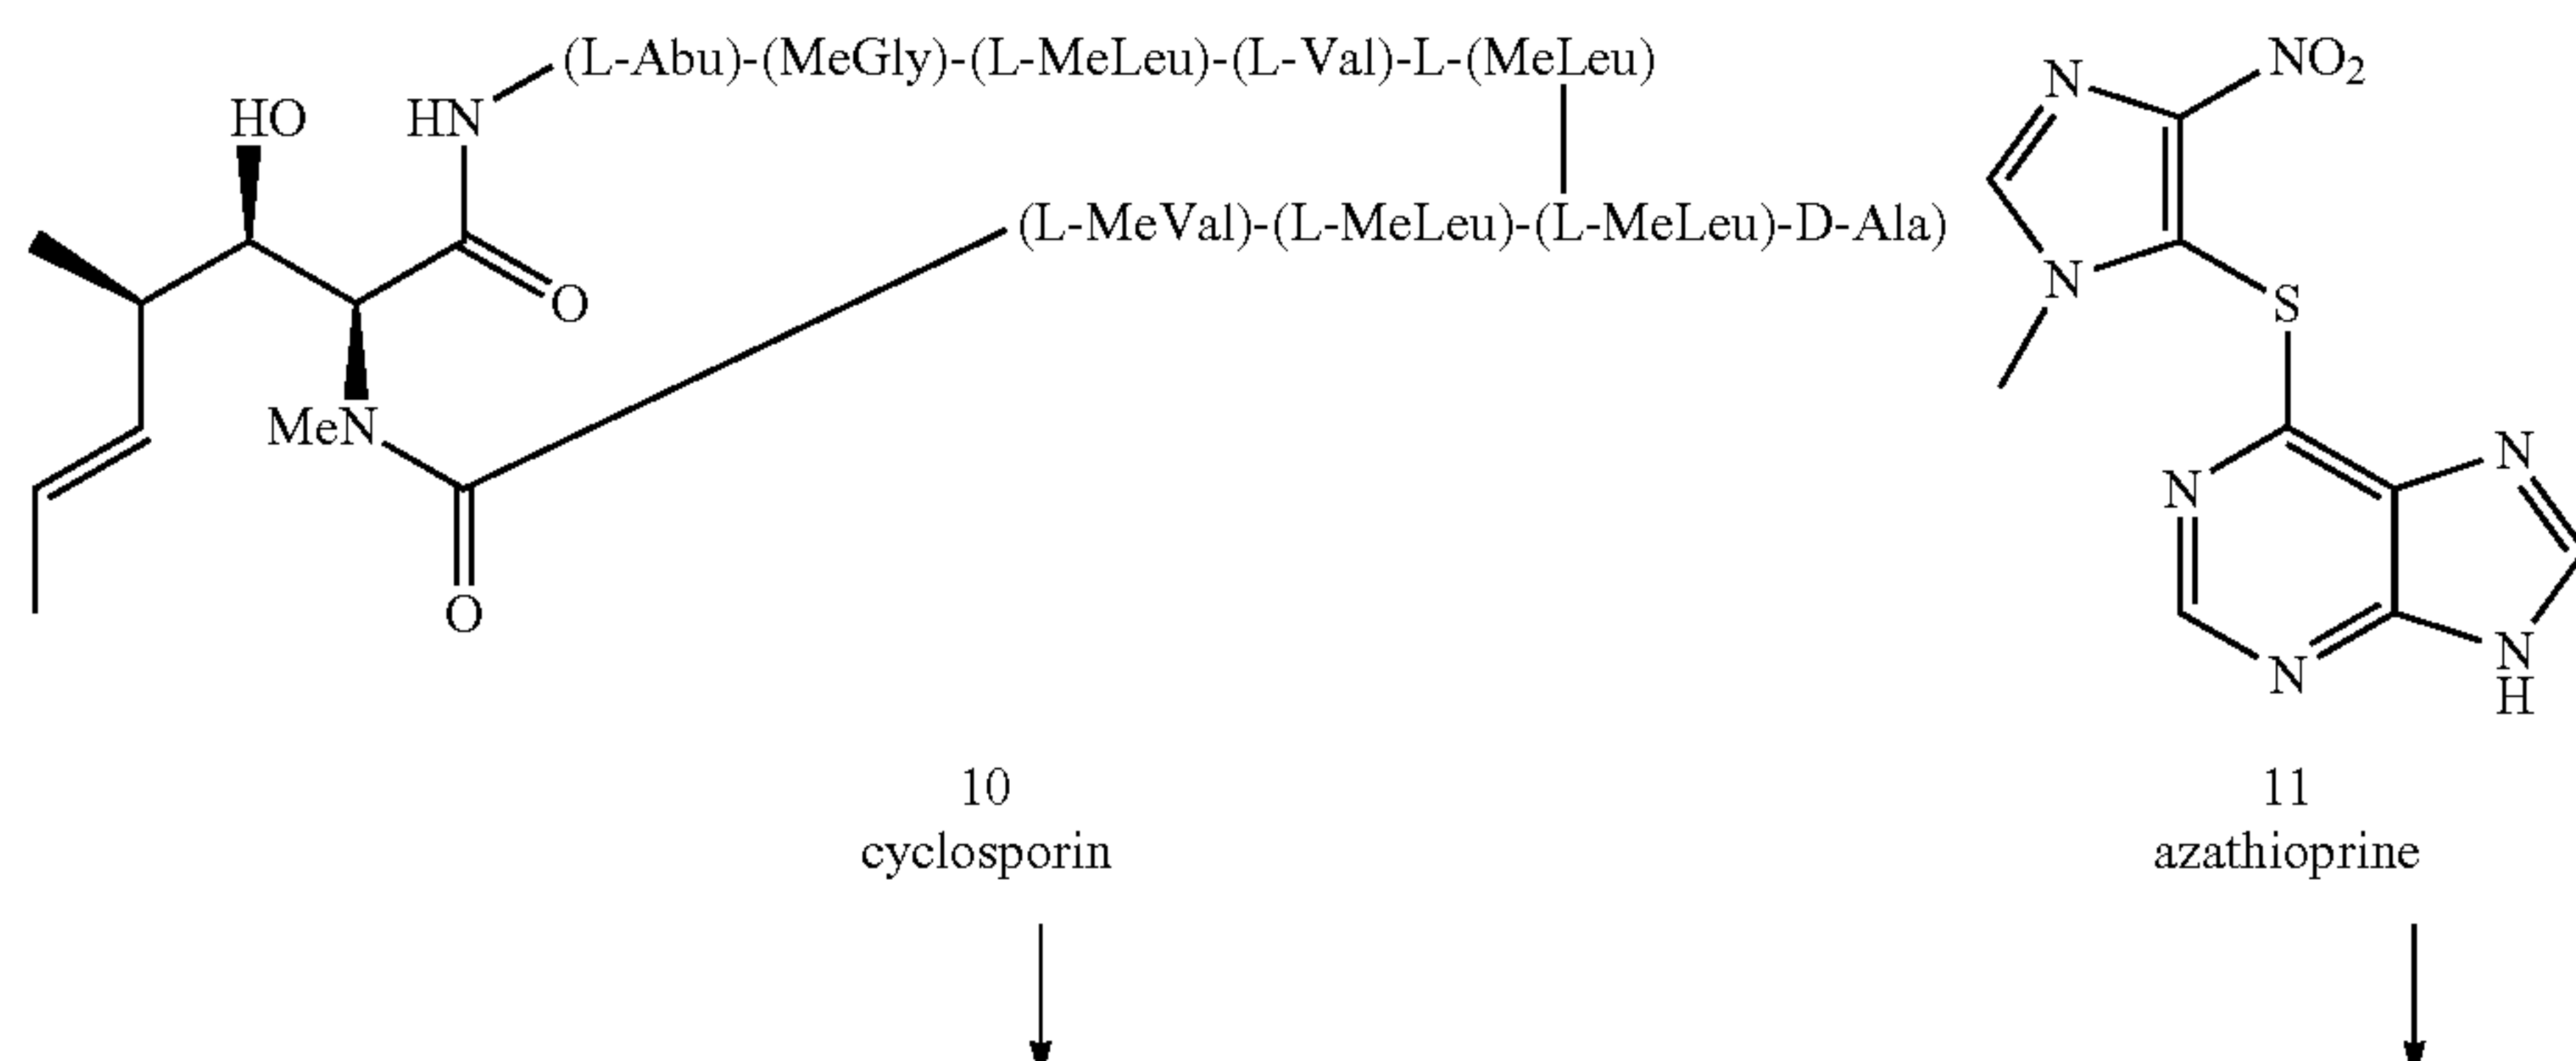 (L-Abu)-(MeGly)-(L-MeLeu)-(L-Val)-L-(MeLeu)
HO
HN
(L-MeVal)-(L-MeLeu)-(L-MeLeu)-D-Ala)
O
MeN
O
N
NO₂
N
S
N
N
N
N
H
10
cyclosporin
11
azathioprine